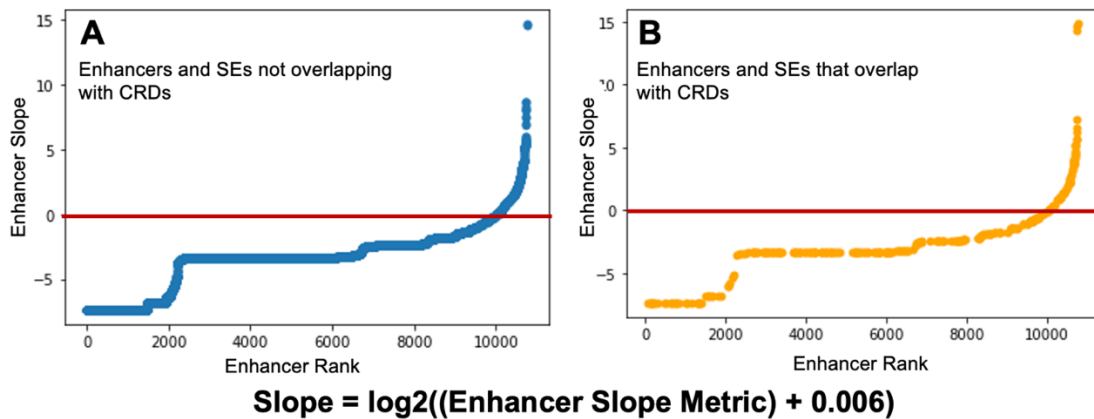 A
Enhancers and SEs not overlapping
with CRDs
Enhancer Slope
15
10
5
0
−5
0
2000
4000
6000
8000
10000
Enhancer Rank
B
Enhancers and SEs that overlap
with CRDs
Enhancer Slope
15
10
5
0
−5
0
2000
4000
6000
8000
10000
Enhancer Rank
Slope = log2((Enhancer Slope Metric) + 0.006)